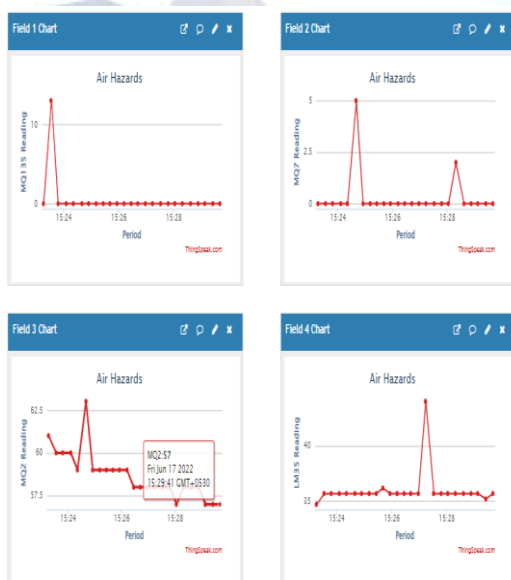 Field 1 Chart
Air Hazards
MQ135 Reading
10
0
15:24 15:26 15:28
Period
ThingSpeak.com
Field 2 Chart
Air Hazards
MQ7 Reading
5
2.5
0
15:24 15:26 15:28
Period
ThingSpeak.com
Field 3 Chart
Air Hazards
MQ2 Reading
62.5
60
57.5
MQ2:57
Fri Jun 17 2022
15:29:41 GMT+0530
15:24 15:26 15:28
Period
ThingSpeak.com
Field 4 Chart
Air Hazards
LM35 Reading
40
35
15:24 15:26 15:28
Period
ThingSpeak.com